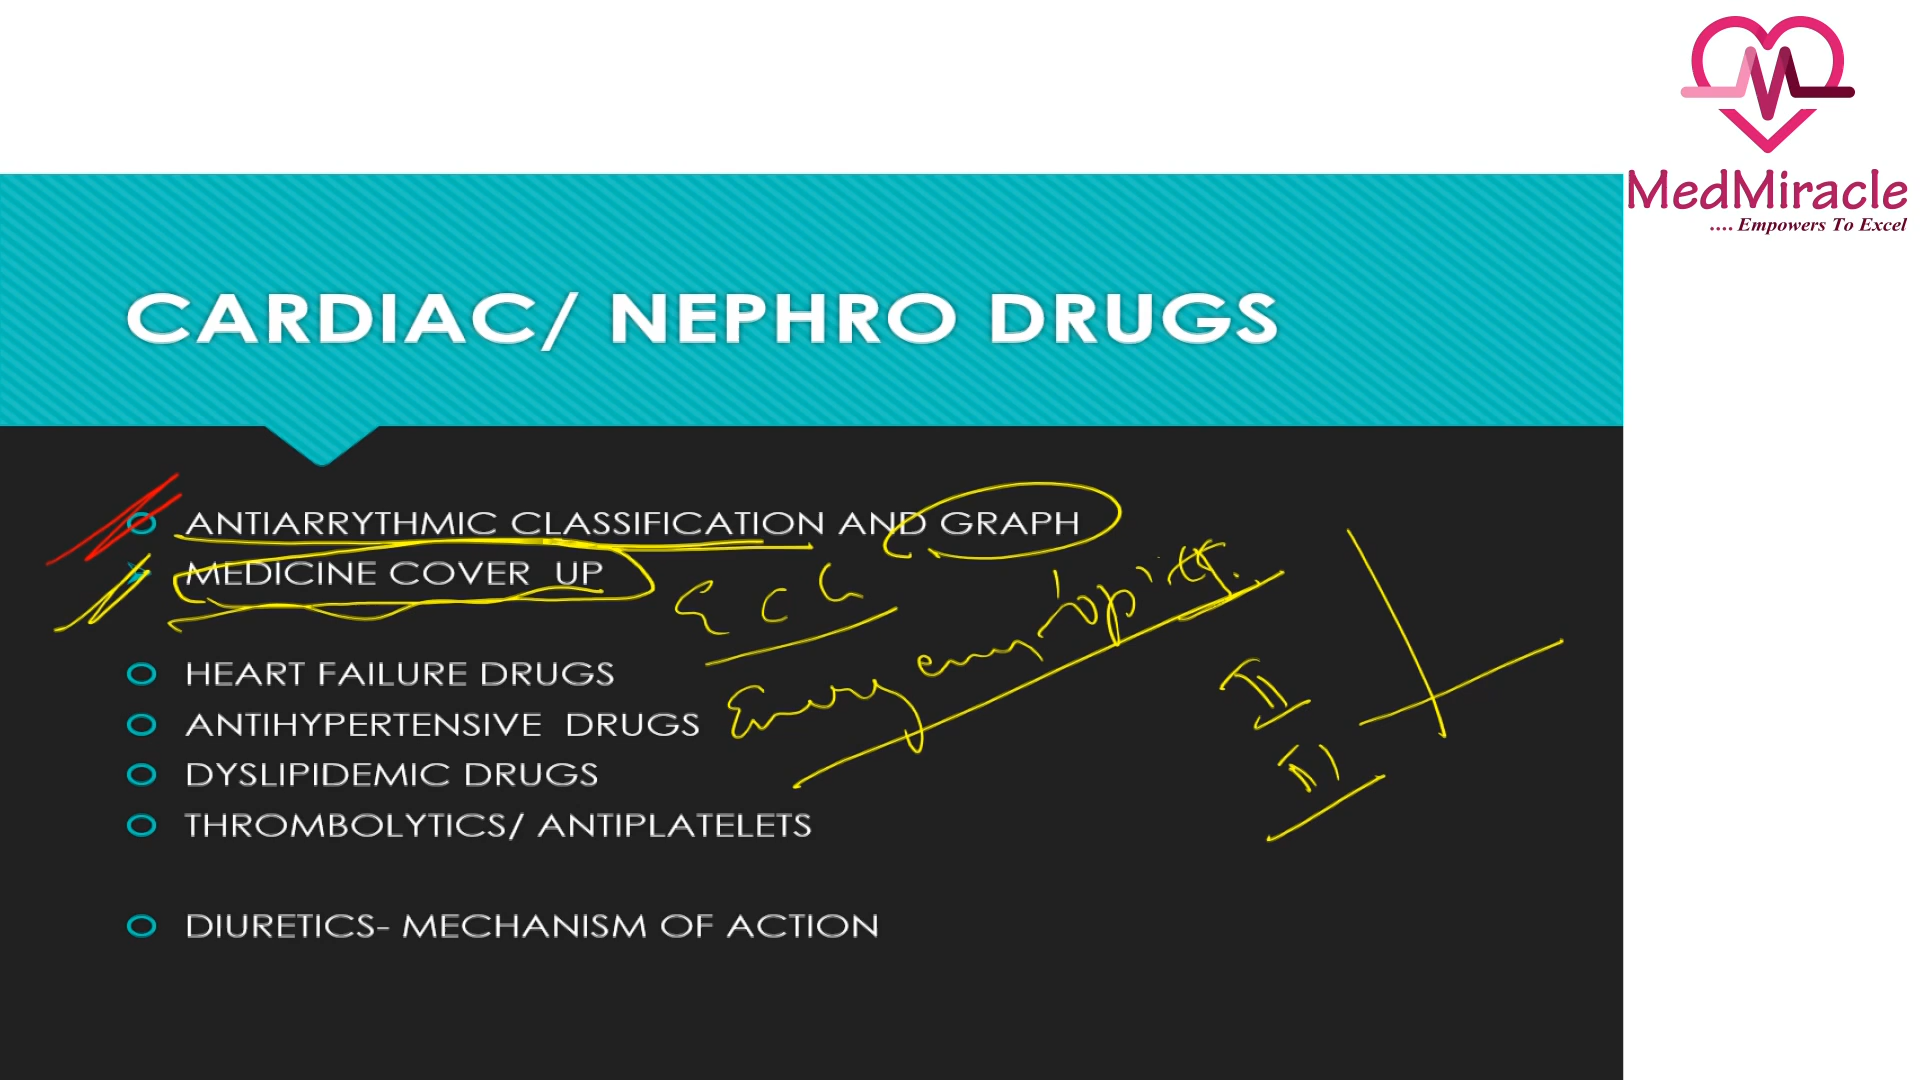 MedMiracle
.... Empowers To Excel
CARDIAC/ NEPHRO DRUGS
ANTIARRYTHMIC CLASSIFICATION AND GRAPH
MEDICINE COVER UP
ECG
HEART FAILURE DRUGS
ANTIHYPERTENSIVE DRUGS
DYSLIPIDEMIC DRUGS
THROMBOLYTICS/ ANTIPLATELETS
DIURETICS- MECHANISM OF ACTION